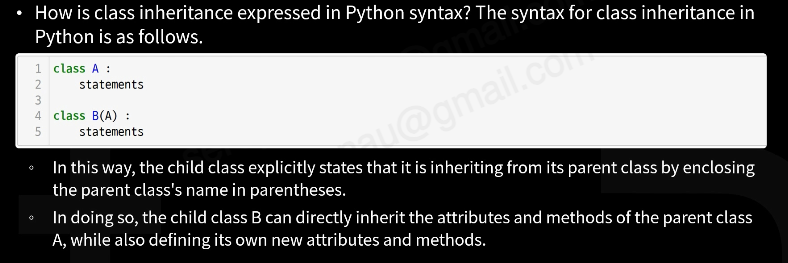 • How is class inheritance expressed in Python syntax? The syntax for class inheritance in
Python is as follows.
1 class A :
2     statements
3
4 class B(A) :
5     statements
◦ In this way, the child class explicitly states that it is inheriting from its parent class by enclosing
the parent class's name in parentheses.
◦ In doing so, the child class B can directly inherit the attributes and methods of the parent class
A, while also defining its own new attributes and methods.